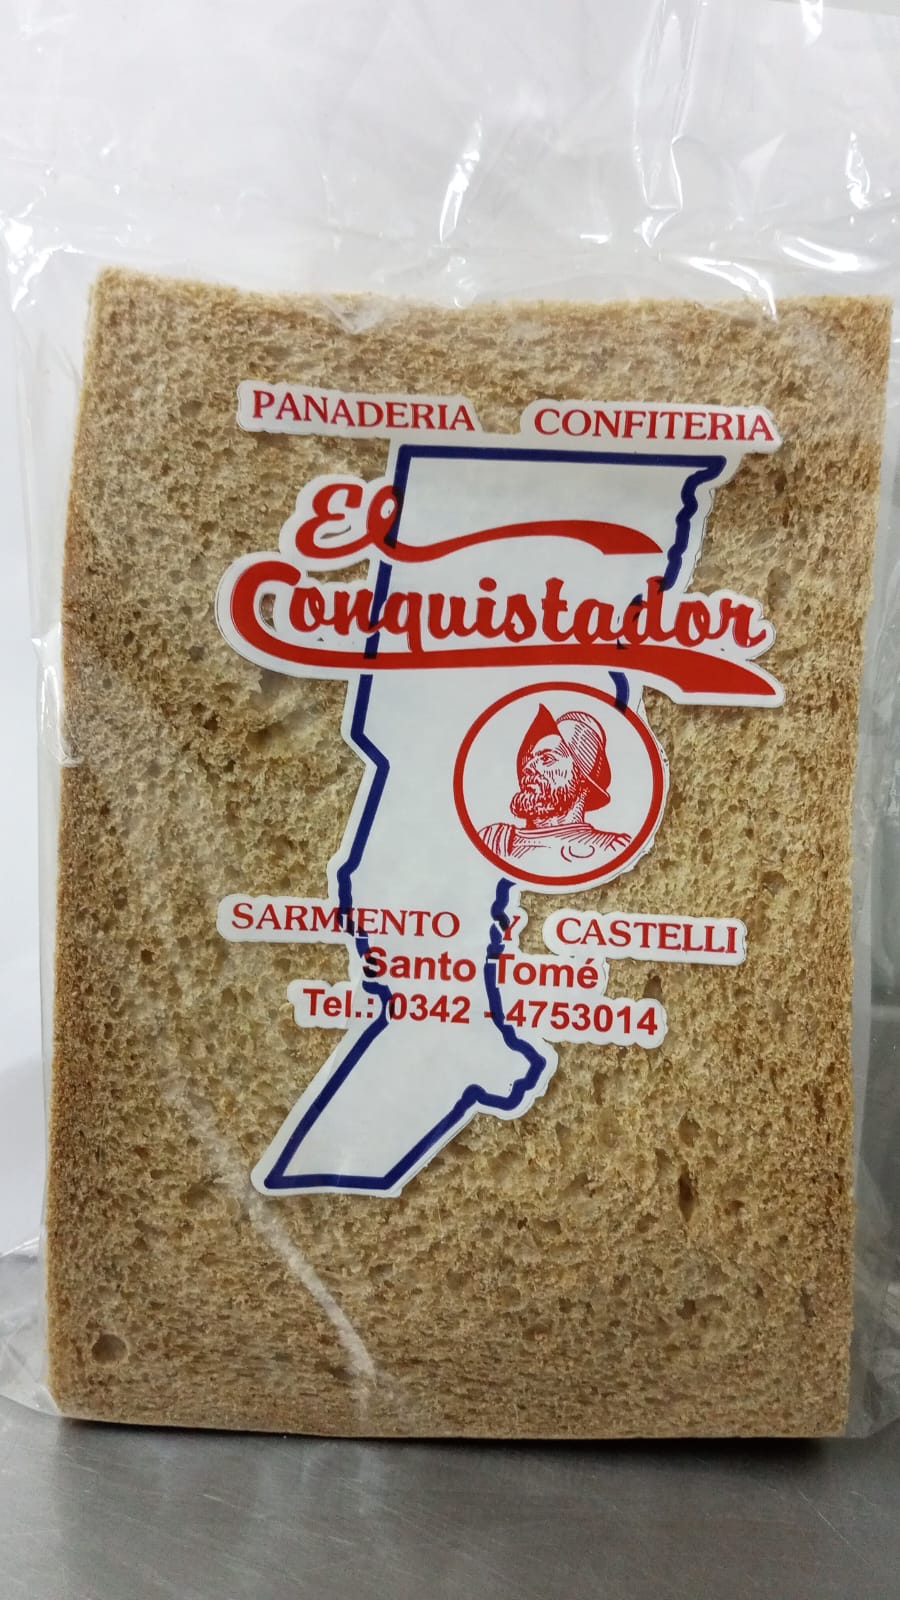 PANADERIA Y CONFITERIA
El
Conquistador
SARMIENTO Y CASTELLI
Santo Tomé
Tel.: 0342 - 4753014